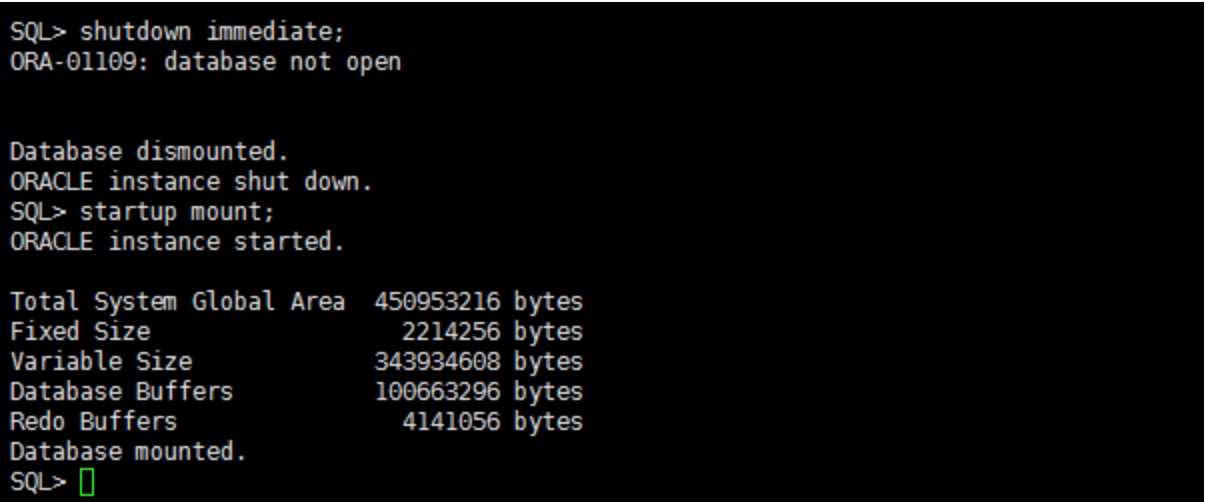 SQL> shutdown immediate;
ORA-01109: database not open
Database dismounted.
ORACLE instance shut down.
SQL> startup mount;
ORACLE instance started.
Total System Global Area  450953216 bytes
Fixed Size                  2214256 bytes
Variable Size             343934608 bytes
Database Buffers          100663296 bytes
Redo Buffers                4141056 bytes
Database mounted.
SQL>